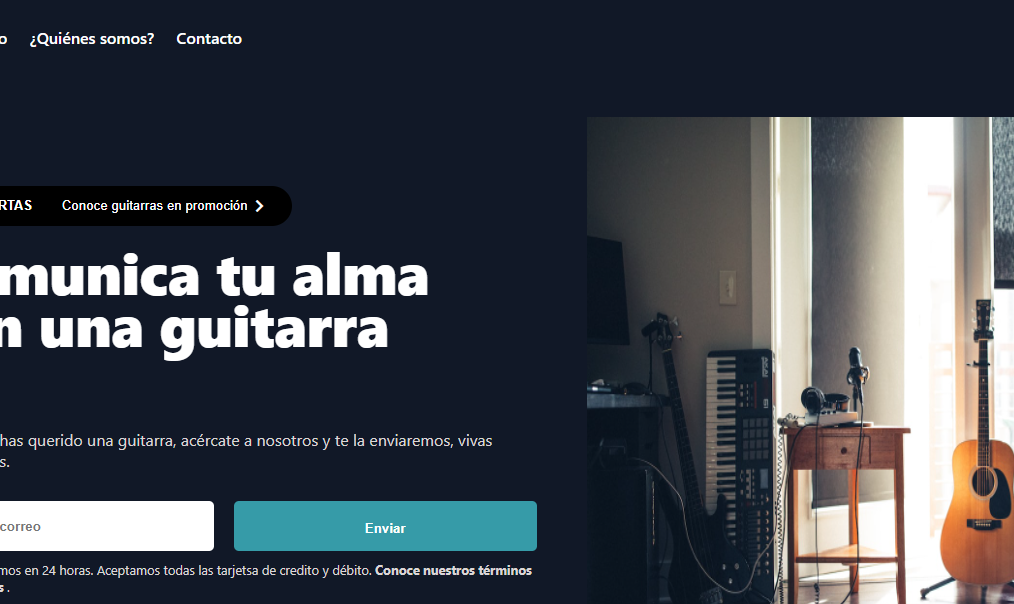 o ¿Quiénes somos? Contacto
RTAS Conoce guitarras en promoción
munica tu alma
n una guitarra
has querido una guitarra, acércate a nosotros y te la enviaremos, vivas
s.
correo Enviar
mos en 24 horas. Aceptamos todas las tarjetsa de credito y débito. Conoce nuestros términos
s .